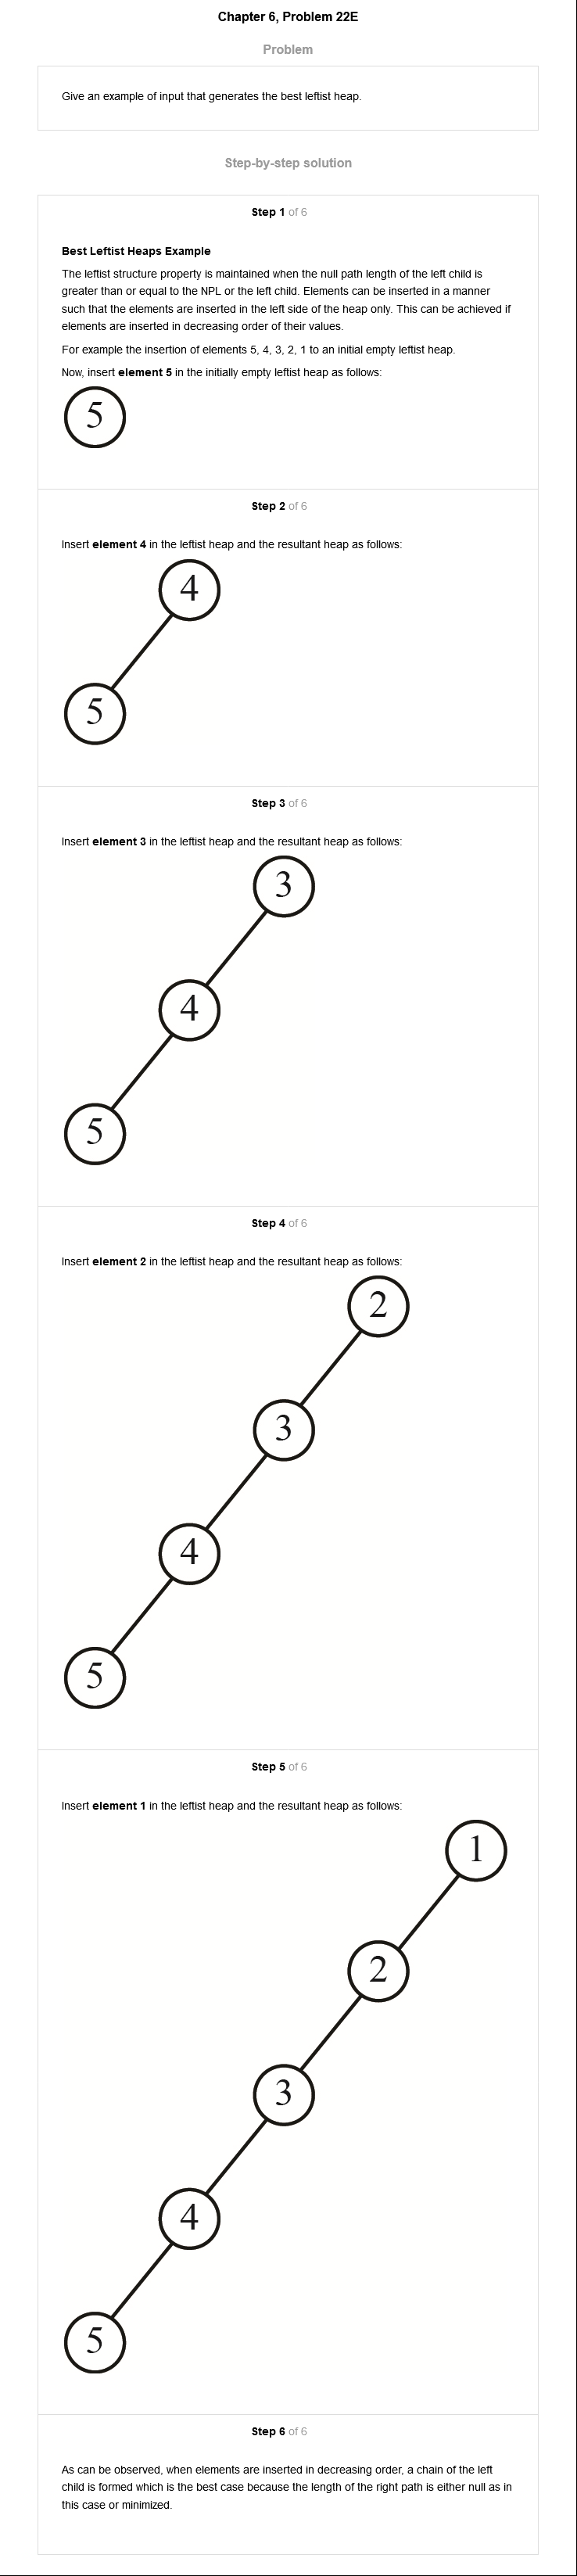 Chapter 6, Problem 22E
Problem
Give an example of input that generates the best leftist heap.
Step-by-step solution
Step 1 of 6
Best Leftist Heaps Example
The leftist structure property is maintained when the null path length of the left child is
greater than or equal to the NPL or the left child. Elements can be inserted in a manner
such that the elements are inserted in the left side of the heap only. This can be achieved if
elements are inserted in decreasing order of their values.
For example the insertion of elements 5, 4, 3, 2, 1 to an initial empty leftist heap.
Now, insert element 5 in the initially empty leftist heap as follows:
5
Step 2 of 6
Insert element 4 in the leftist heap and the resultant heap as follows:
4
5
Step 3 of 6
Insert element 3 in the leftist heap and the resultant heap as follows:
3
4
5
Step 4 of 6
Insert element 2 in the leftist heap and the resultant heap as follows:
2
3
4
5
Step 5 of 6
Insert element 1 in the leftist heap and the resultant heap as follows:
1
2
3
4
5
Step 6 of 6
As can be observed, when elements are inserted in decreasing order, a chain of the left
child is formed which is the best case because the length of the right path is either null as in
this case or minimized.